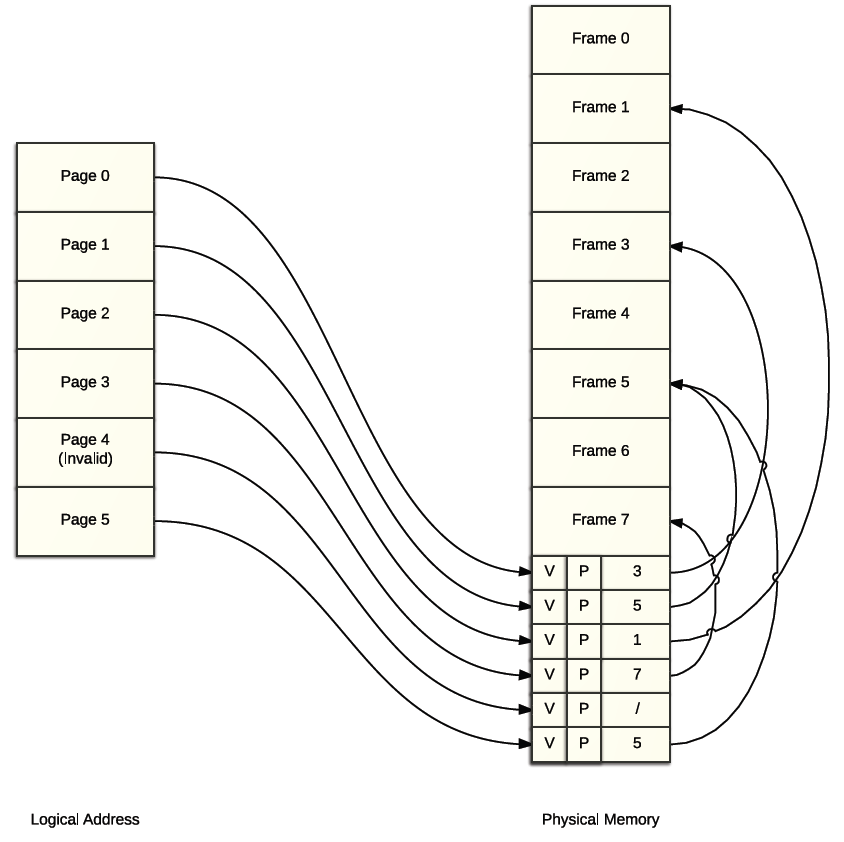 Frame 0
Frame 1
Page 0
Frame 2
Page 1
Frame 3
Page 2
Frame 4
Page 3
Frame 5
Page 4
(Invalid)
Frame 6
Page 5
Frame 7
V P 3
V P 5
V P 1
V P 7
V P /
V P 5
Logical Address
Physical Memory